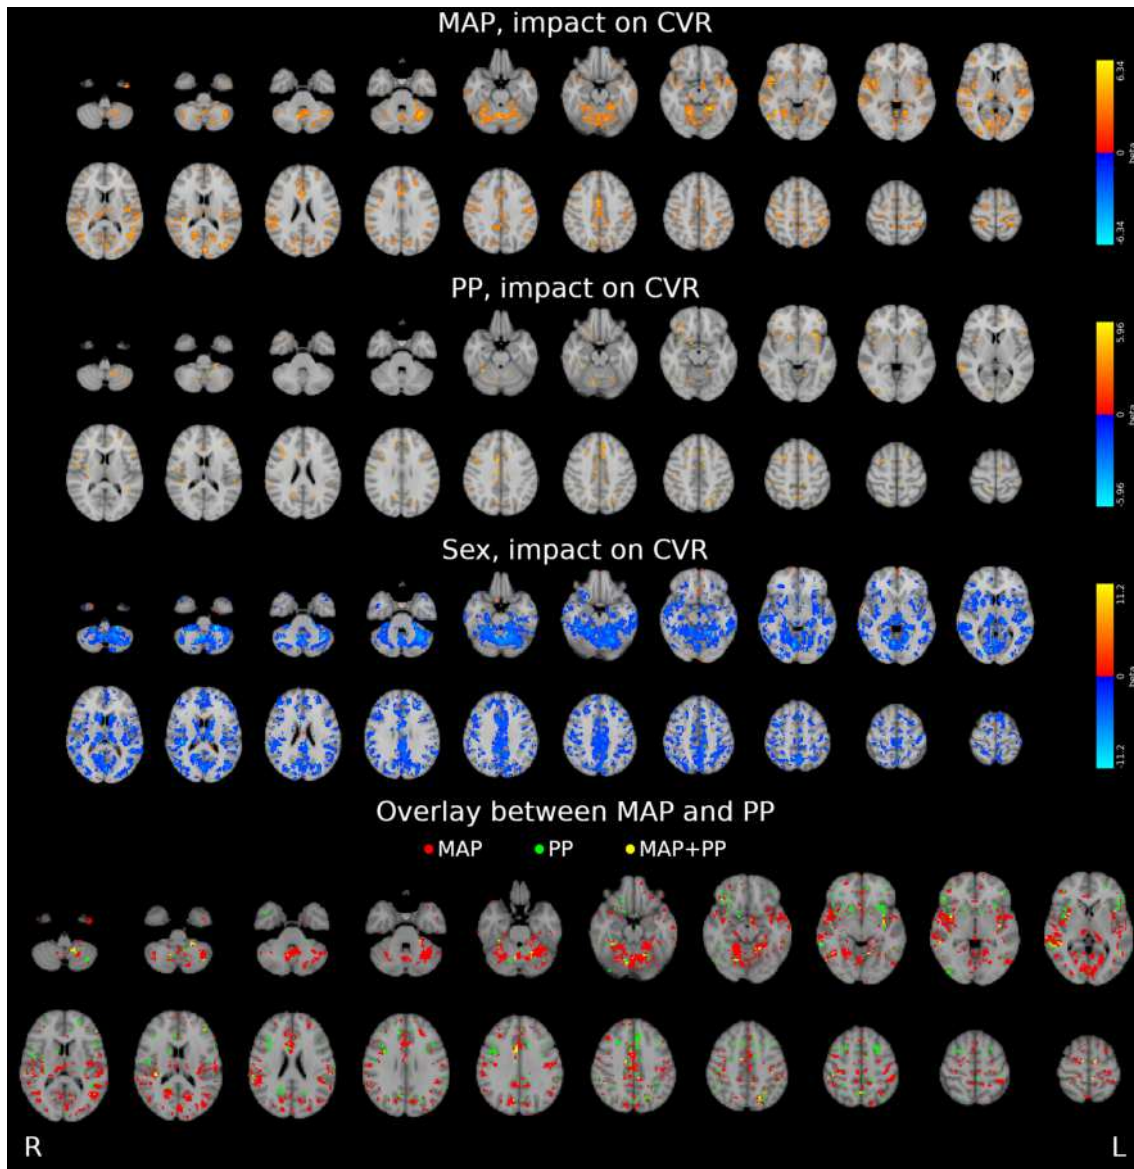 MAP, impact on CVR
6.34
0
beta
-6.34
PP, impact on CVR
5.96
0
beta
-5.96
Sex, impact on CVR
11.2
0
beta
-11.2
Overlay between MAP and PP
MAP PP MAP+PP
R L